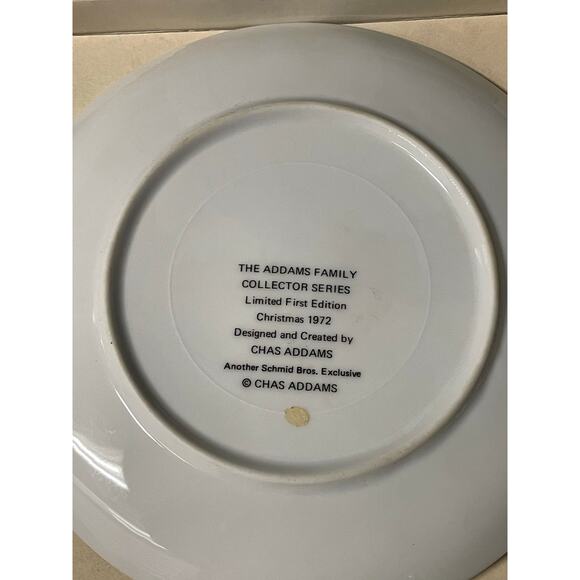 THE ADDAMS FAMILY
COLLECTOR SERIES
Limited First Edition
Christmas 1972
Designed and Created by
CHAS ADDAMS
Another Schmid Bros. Exclusive
© CHAS ADDAMS